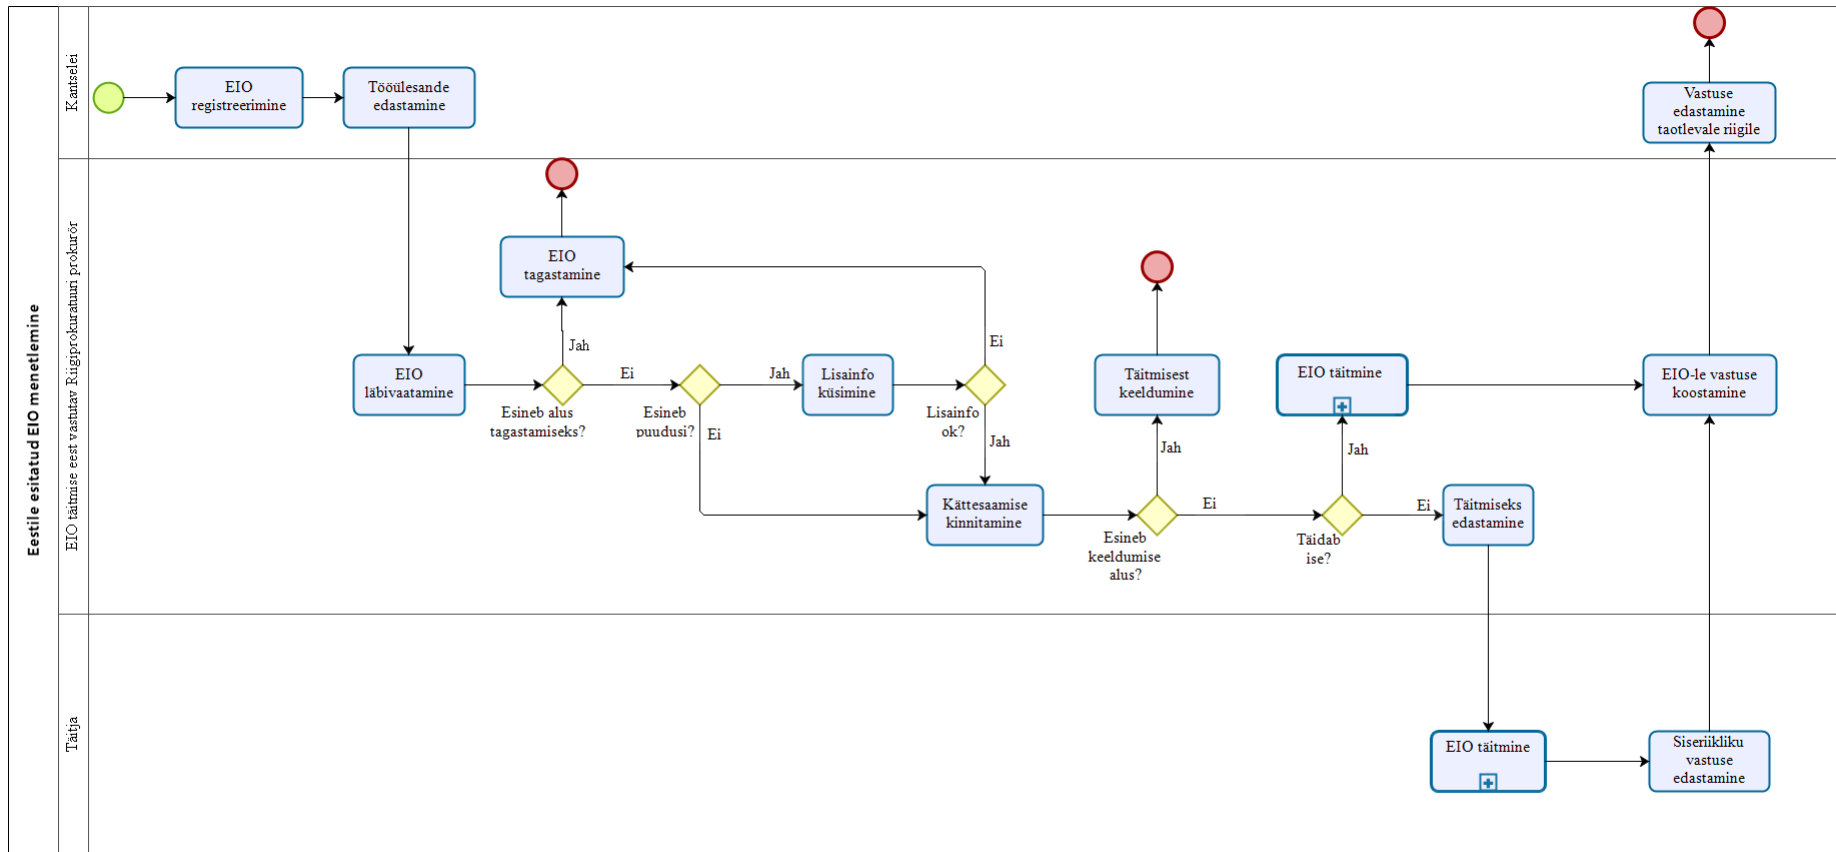 Eestile esitatud EIO menetlemine
Kantselei
EIO
registreerimine
Tööülesande
edastamine
Vastuse
edastamine
taotlevale riigile
EIO täitmise eest vastutav Riigiprokuratuuri prokurör
EIO
tagastamine
Jah
Ei
EIO
läbivaatamine
Esineb alus
tagastamiseks?
Ei
Esineb
puudusi?
Jah
Ei
Lisainfo
küsimine
Lisainfo
ok?
Jah
Kättesaamise
kinnitamine
Täitmisest
keeldumine
Jah
Esineb
keeldumise
alus?
Ei
EIO täitmine
Jah
Täidab
ise?
Ei
Täitmiseks
edastamine
EIO-le vastuse
koostamine
Täitja
EIO täitmine
Siseriikliku
vastuse
edastamine